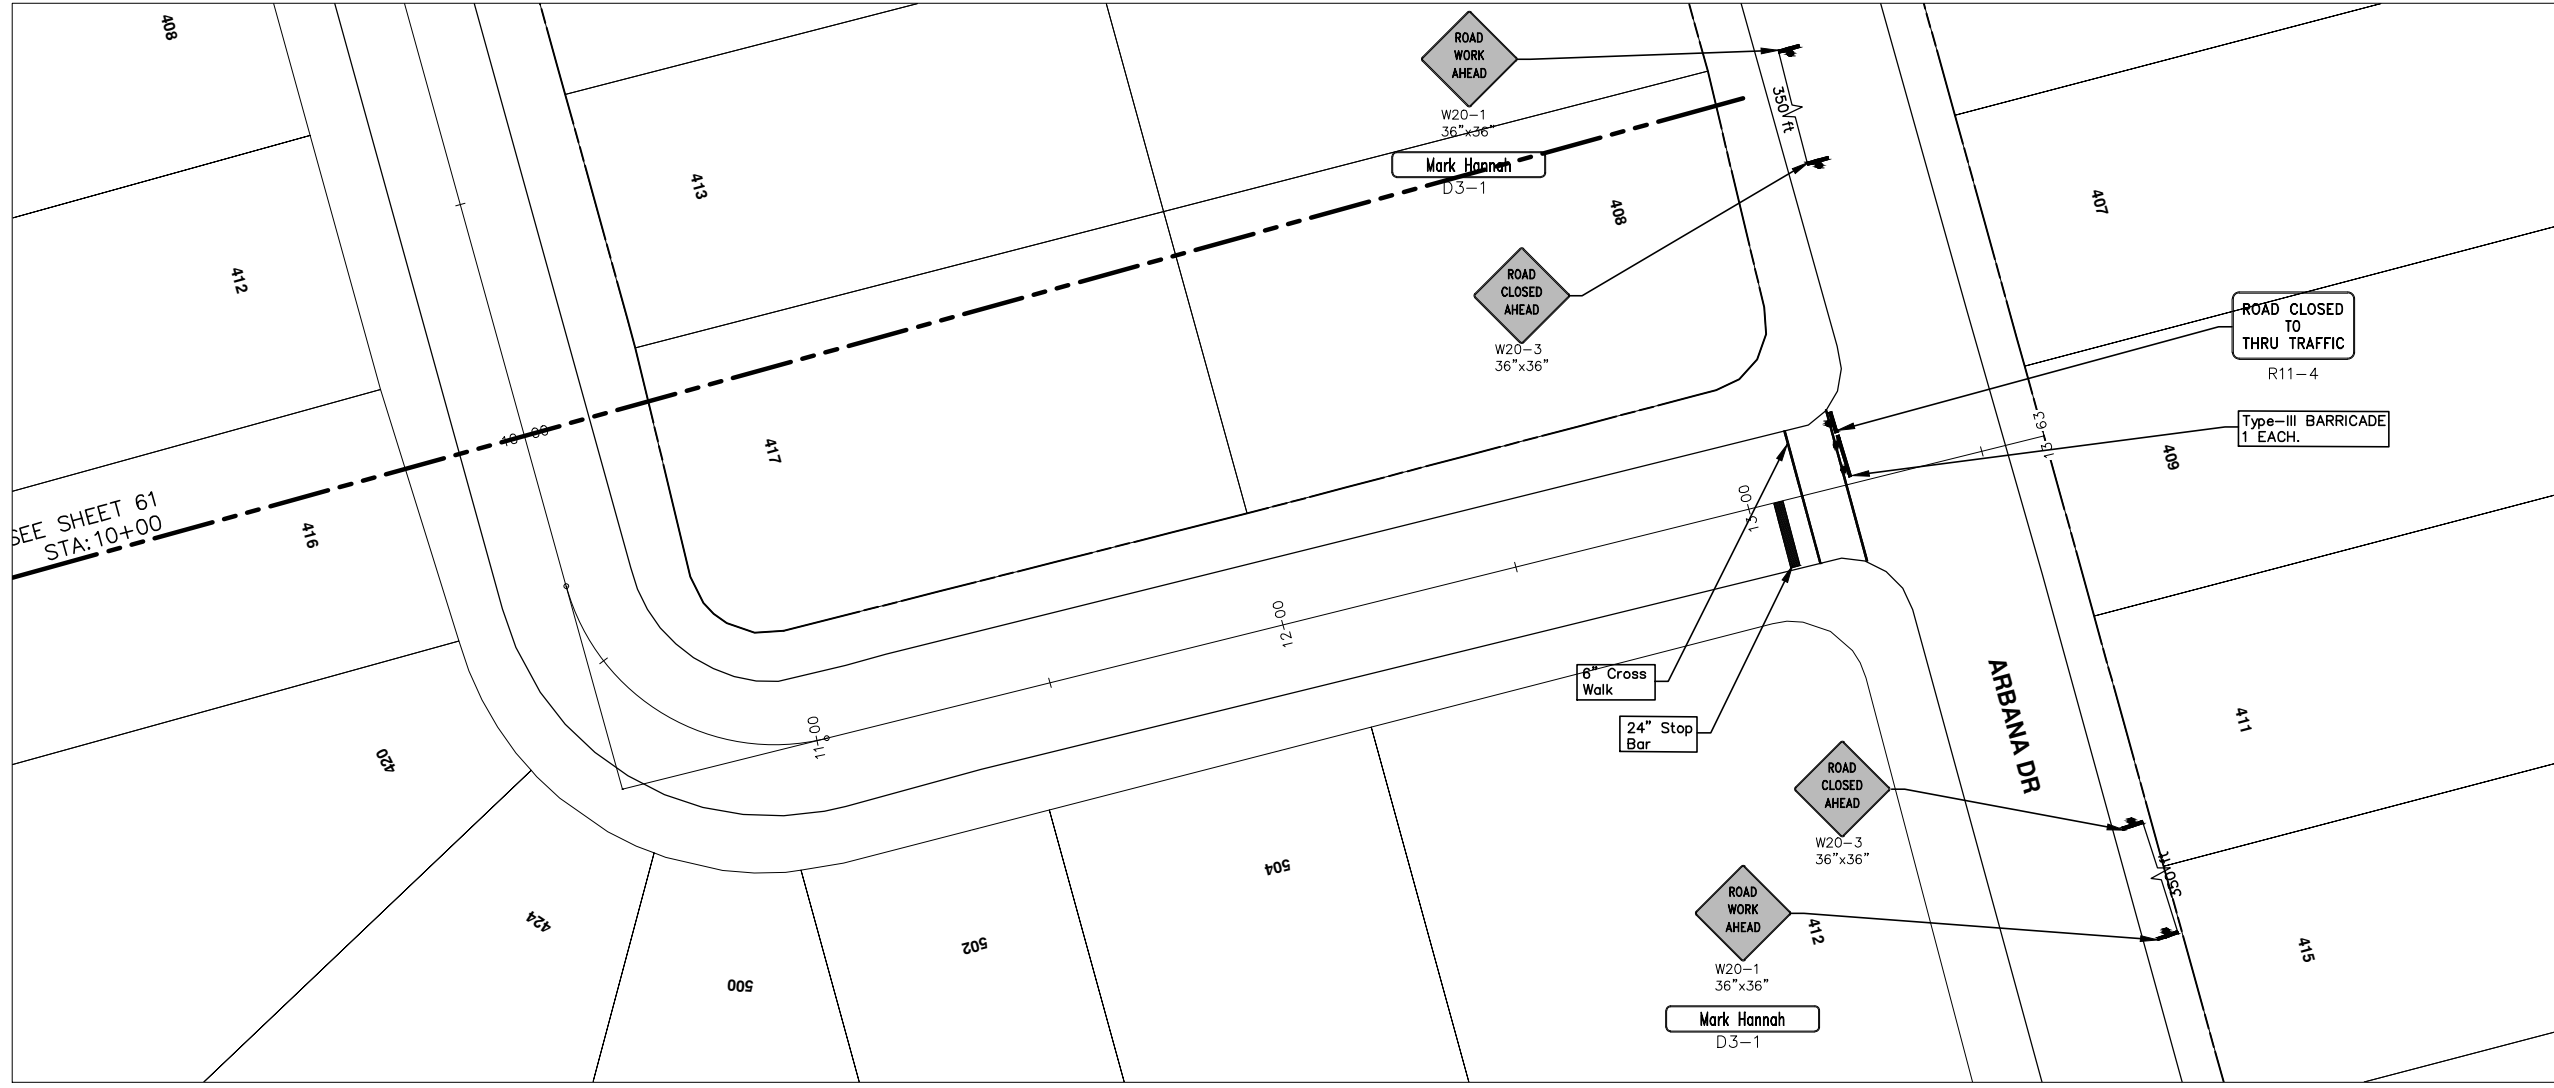 408
ROAD
WORK
AHEAD
W20-1
36"x36"
350 ft
Mark Hannah
D3-1
413
408
407
412
ROAD
CLOSED
AHEAD
W20-3
36"x36"
ROAD CLOSED
TO
THRU TRAFFIC
R11-4
Type-III BARRICADE
1 EACH.
13-63
409
417
SEE SHEET 61
STA:10+00
416
13-00
12-00
11-00
6" Cross
Walk
24" Stop
Bar
ARBANA DR
411
420
ROAD
CLOSED
AHEAD
W20-3
36"x36"
350 ft
504
424
502
500
ROAD
WORK
AHEAD
W20-1
36"x36"
412
415
Mark Hannah
D3-1